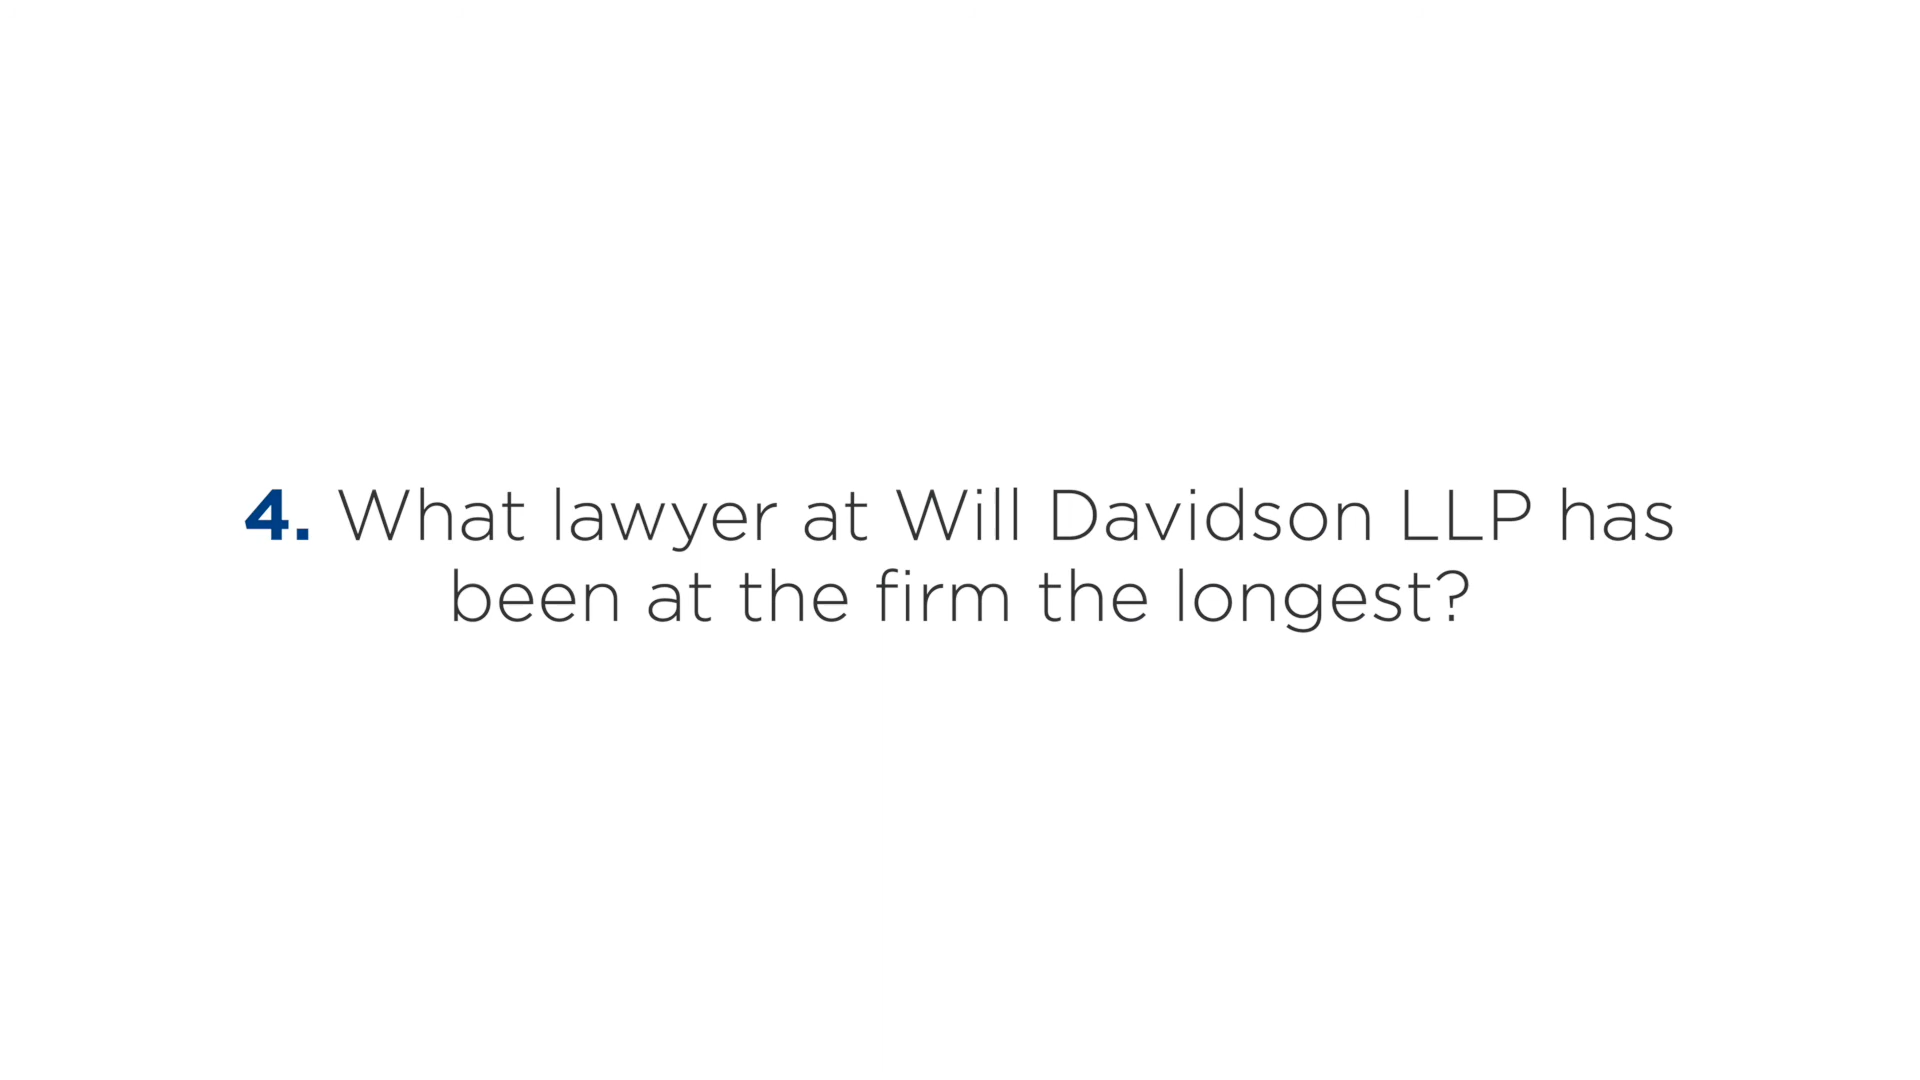 4. What lawyer at Will Davidson LLP has
been at the firm the longest?